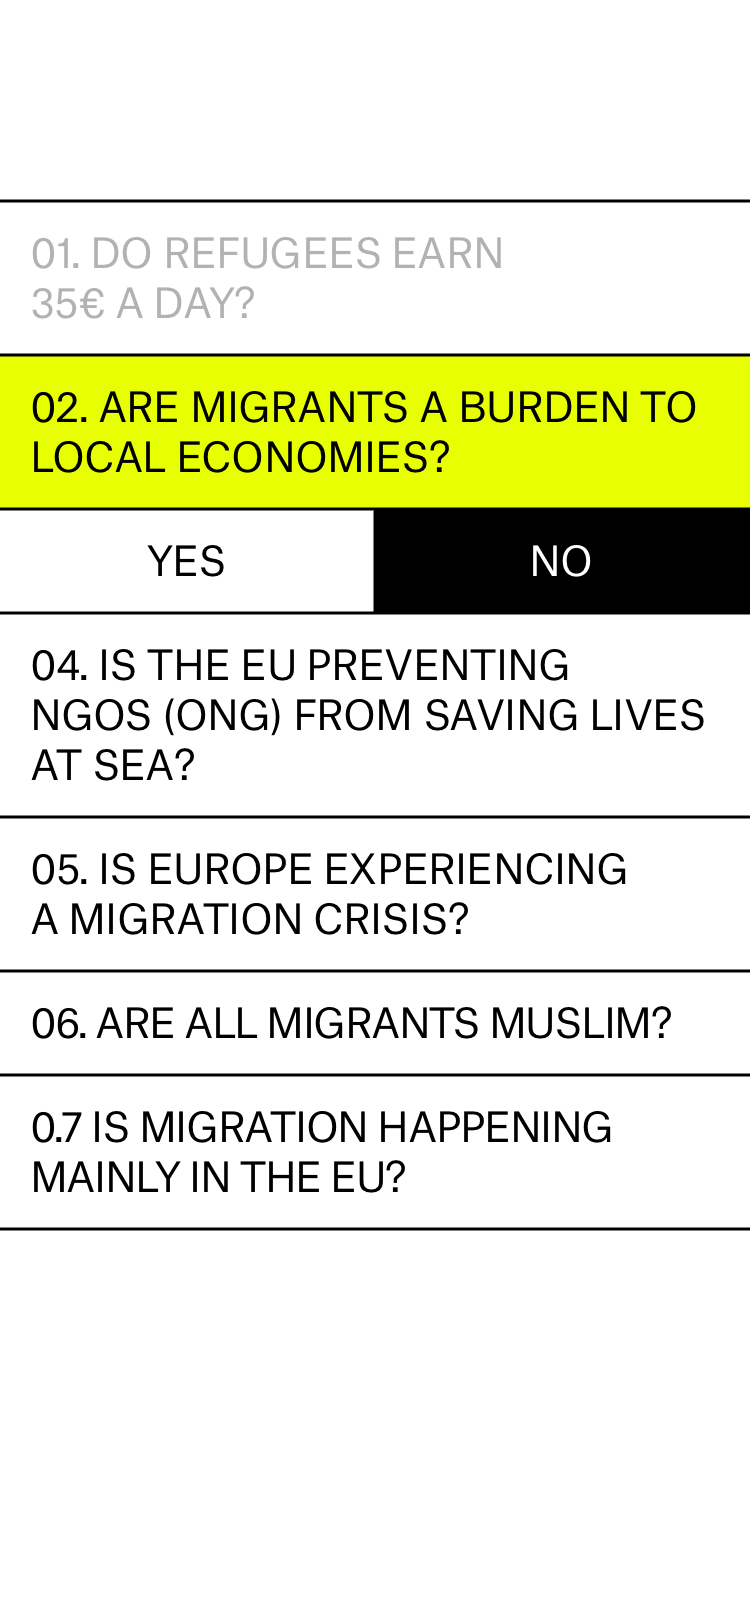 01. DO REFUGEES EARN
35€ A DAY?
02. ARE MIGRANTS A BURDEN TO
LOCAL ECONOMIES?
YES
NO
04. IS THE EU PREVENTING
NGOS (ONG) FROM SAVING LIVES
AT SEA?
05. IS EUROPE EXPERIENCING
A MIGRATION CRISIS?
06. ARE ALL MIGRANTS MUSLIM?
0.7 IS MIGRATION HAPPENING
MAINLY IN THE EU?